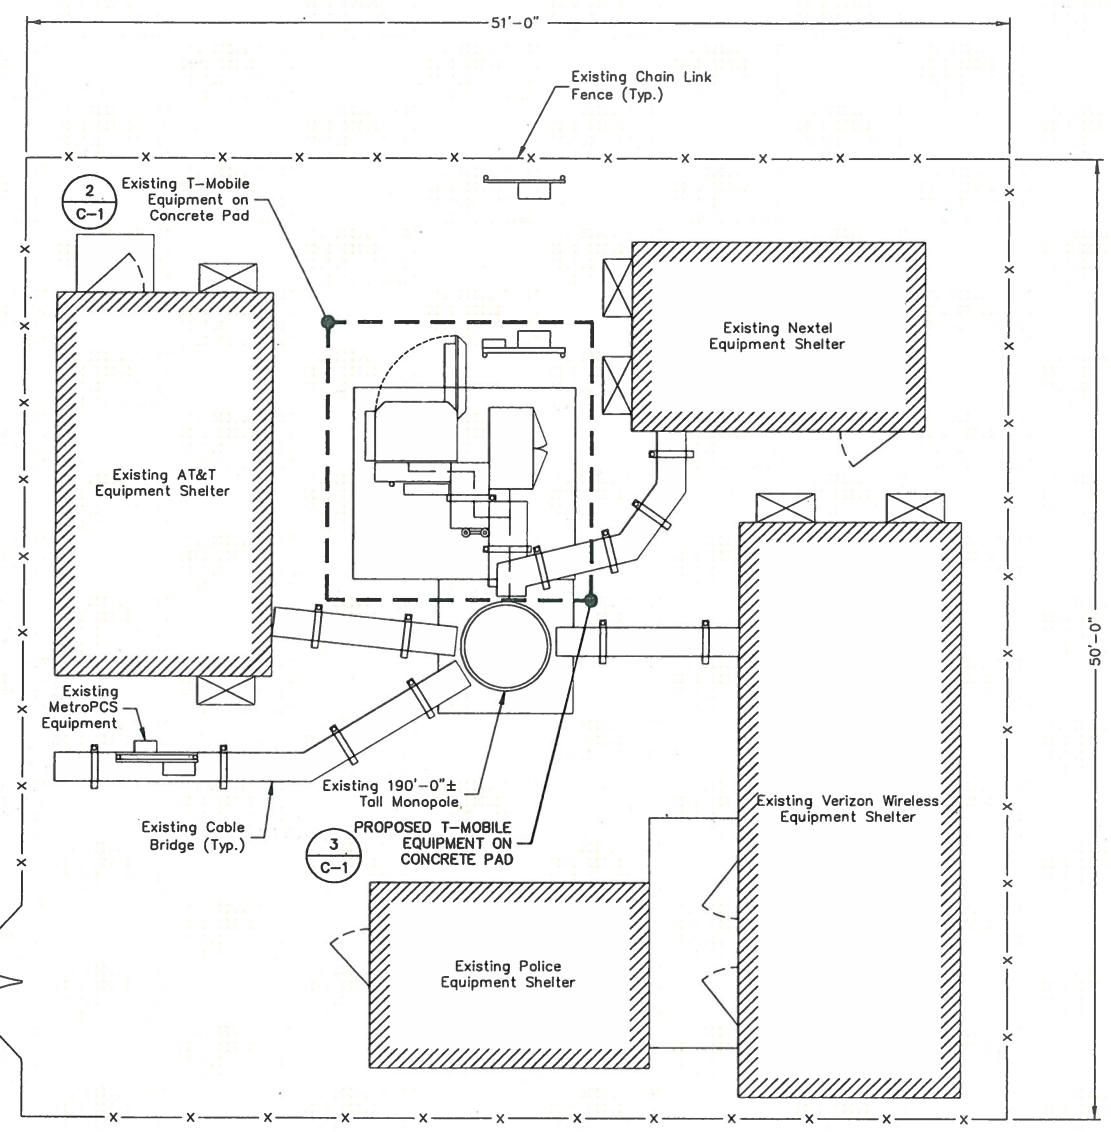 51'-0"
Existing Chain Link
Fence (Typ.)
2
C-1
Existing T-Mobile
Equipment on
Concrete Pad
Existing Nextel
Equipment Shelter
Existing AT&T
Equipment Shelter
50'-0"
Existing
MetroPCS
Equipment
Existing 190'-0"±
Tall Monopole
Existing Verizon Wireless
Equipment Shelter
Existing Cable
Bridge (Typ.)
3
C-1
PROPOSED T-MOBILE
EQUIPMENT ON
CONCRETE PAD
Existing Police
Equipment Shelter